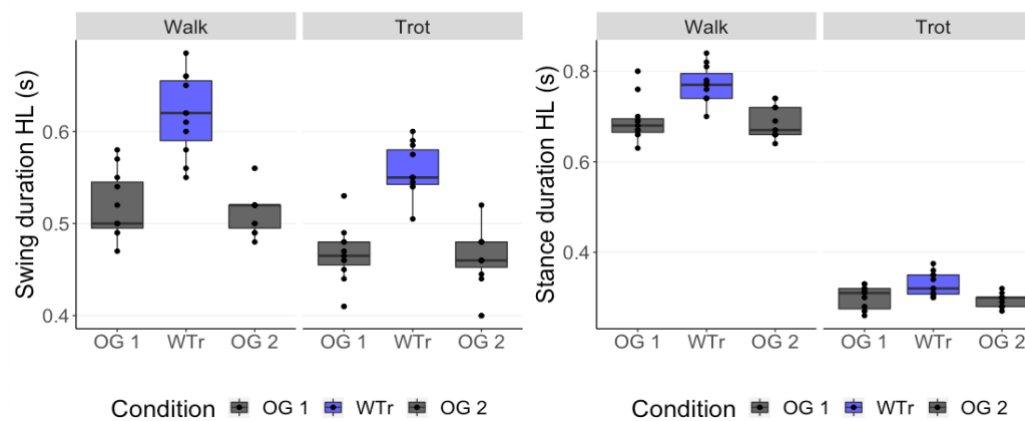 Walk Trot
Swing duration HL (s)
0.6
0.5
0.4
OG 1 WTr OG 2 OG 1 WTr OG 2
Condition OG 1 WTr OG 2
Walk Trot
Stance duration HL (s)
0.8
0.6
0.4
OG 1 WTr OG 2 OG 1 WTr OG 2
Condition OG 1 WTr OG 2